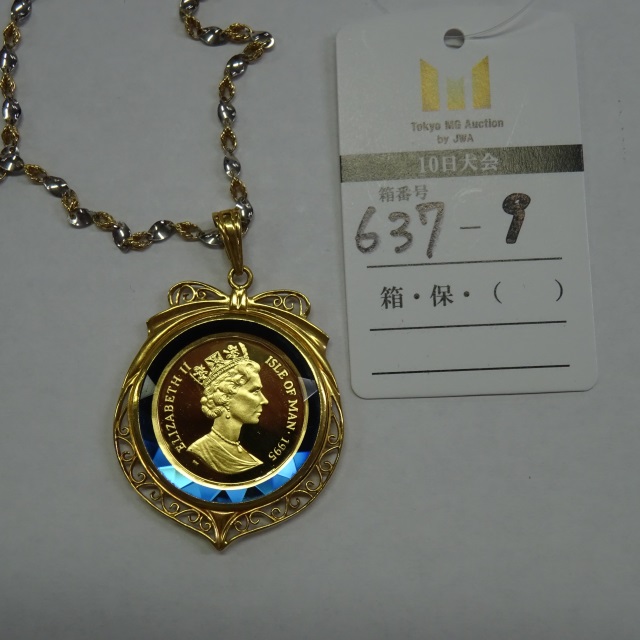 Tokyo MG Auction
by JWA
10日大会
箱番号
637-9
箱・保・(　　)
ELIZABETH II
ISLE OF MAN · 1995